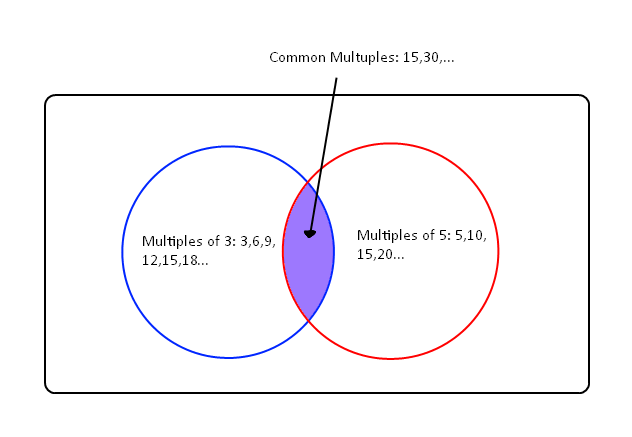 Common Multuples: 15,30,...
Multiples of 3: 3,6,9,
12,15,18...
Multiples of 5: 5,10,
15,20...